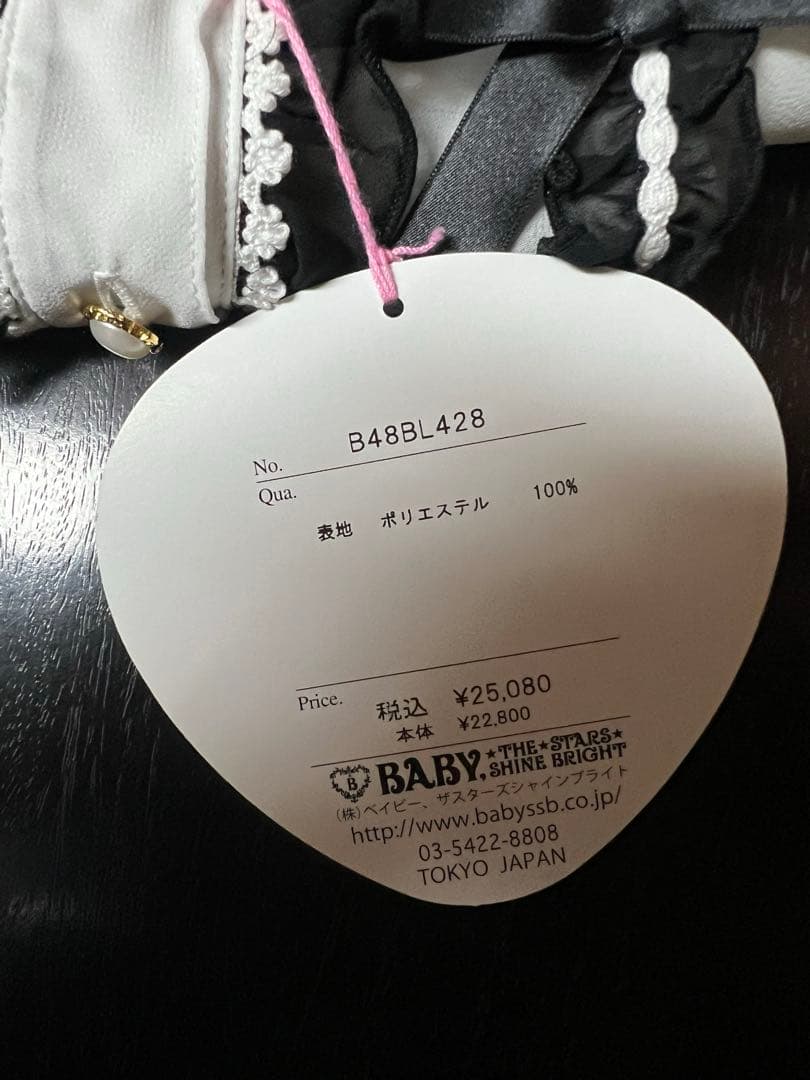 No. B48BL428
Qua.
表地 ポリエステル 100%
Price. 税込 ¥25,080
本体 ¥22,800
B BABY, ★THE★STARS★ SHINE BRIGHT
(株)ベイビー、ザスターズシャインブライト
http://www.babyssb.co.jp/
03-5422-8808
TOKYO JAPAN